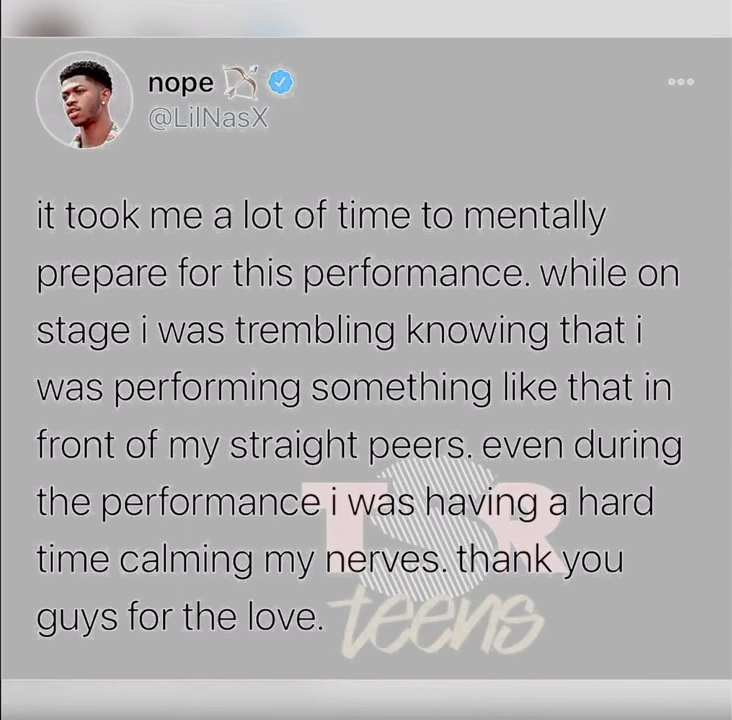 nope
@LilNasX
it took me a lot of time to mentally
prepare for this performance. while on
stage i was trembling knowing that i
was performing something like that in
front of my straight peers. even during
the performance i was having a hard
time calming my nerves. thank you
guys for the love.
TSR
teens